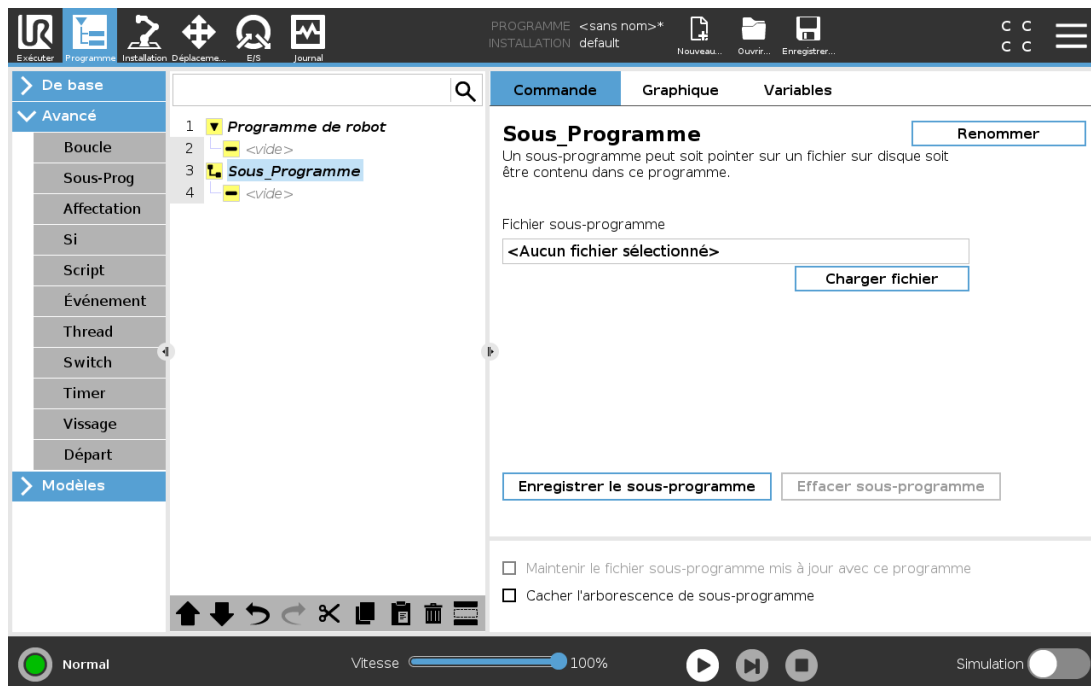 PROGRAMME <sans nom>*
INSTALLATION default
UR
Exécuter Programme Installation Déplaceme... E/S Journal
Nouveau... Ouvrir... Enregistrer...
C C
C C
De base
Avancé
Boucle
Sous-Prog
Affectation
Si
Script
Événement
Thread
Switch
Timer
Vissage
Départ
Modèles
1 Programme de robot
2 <vide>
3 Sous_Programme
4 <vide>
Commande Graphique Variables
Sous_Programme
Renommer
Un sous-programme peut soit pointer sur un fichier sur disque soit
être contenu dans ce programme.
Fichier sous-programme
<Aucun fichier sélectionné>
Charger fichier
Enregistrer le sous-programme Effacer sous-programme
Maintenir le fichier sous-programme mis à jour avec ce programme
Cacher l'arborescence de sous-programme
Normal
Vitesse 100%
Simulation